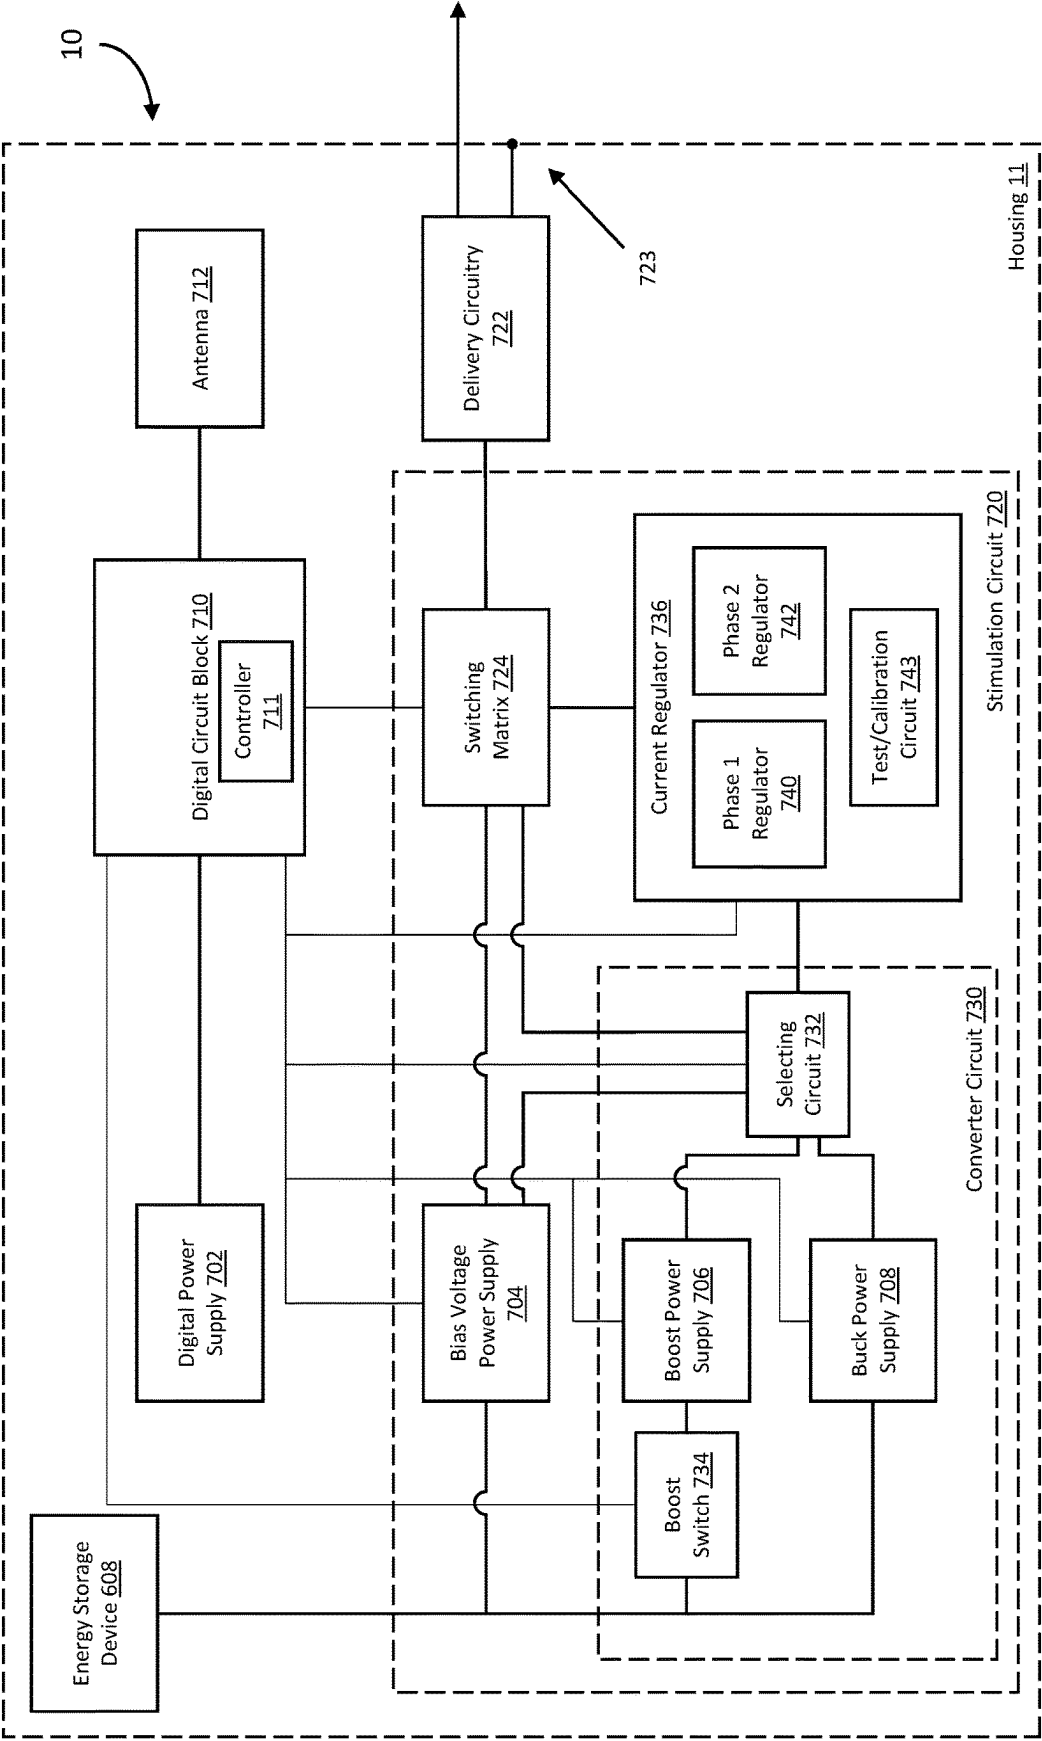 10
Energy Storage
Device 608
Digital Power
Supply 702
Digital Circuit Block 710
Controller
711
Antenna 712
Bias Voltage
Power Supply
704
Switching
Matrix 724
Delivery Circuitry
722
723
Boost
Switch 734
Boost Power
Supply 706
Buck Power
Supply 708
Selecting
Circuit 732
Converter Circuit 730
Current Regulator 736
Phase 1
Regulator
740
Phase 2
Regulator
742
Test/Calibration
Circuit 743
Stimulation Circuit 720
Housing 11